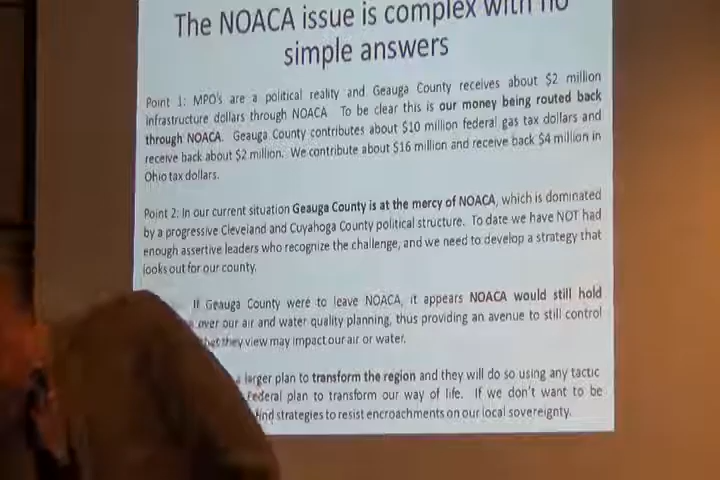 The NOACA issue is complex with no
simple answers
Point 1: MPO's are a political reality and Geauga County receives about $2 million
infrastructure dollars through NOACA To be clear this is our money being routed back
through NOACA. Geauga County contributes about $10 million federal gas tax dollars and
receive back about $2 million. We contribute about $16 million and receive back $4 million in
Ohio tax dollars.
Point 2: In our current situation Geauga County is at the mercy of NOACA, which is dominated
by a progressive Cleveland and Cuyahoga County political structure. To date we have NOT had
enough assertive leaders who recognize the challenge, and we need to develop a strategy that
looks out for our county.
If Geauga County were to leave NOACA, it appears NOACA would still hold
over our air and water quality planning, thus providing an avenue to still control
they view may impact our air or water.
larger plan to transform the region and they will do so using any tactic
Federal plan to transform our way of life. If we don't want to be
find strategies to resist encroachments on our local sovereignty.